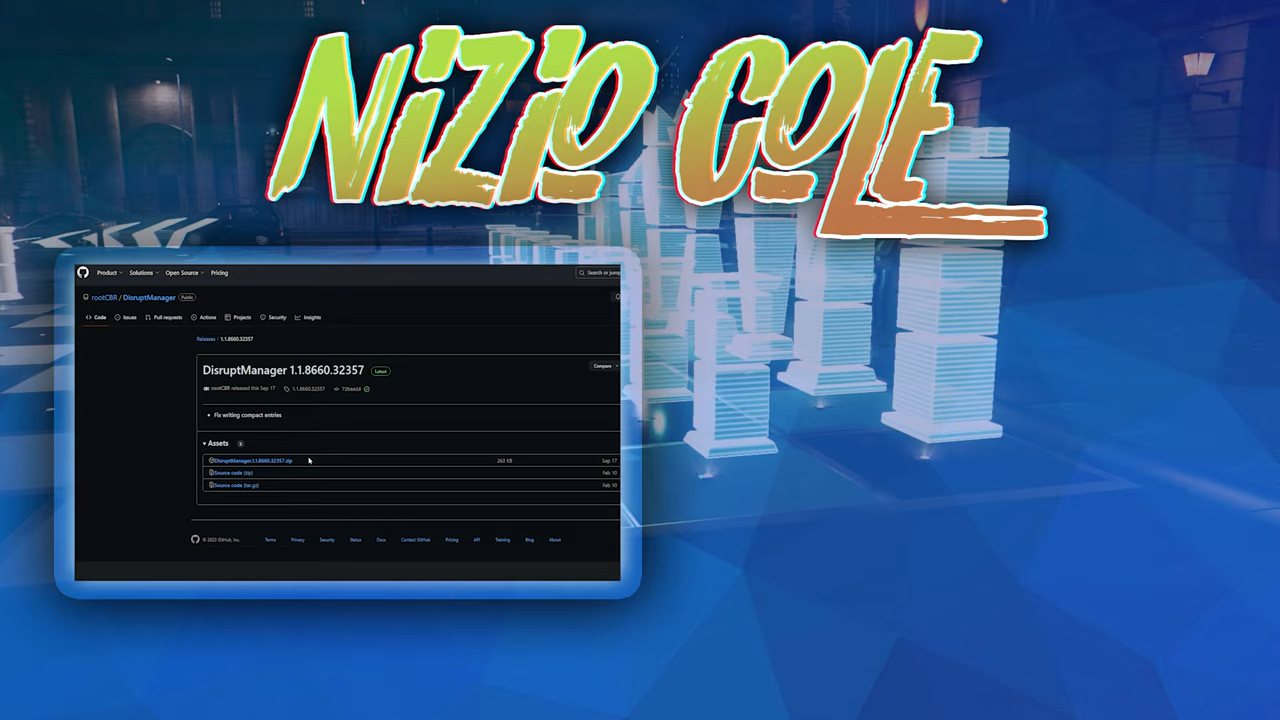 NiZio COLE
Product Solutions Open Source Pricing
Search or jump
rootCBR / DisruptManager Public
Code Issues Pull requests Actions Projects Security Insights
Releases / 1.1.8660.32357
DisruptManager 1.1.8660.32357 Latest
Compare
rootCBR released this Sep 17 1.1.8660.32357
Fix writing compact entries
Assets 3
DisruptManager.1.1.8660.32357.zip 263 KB Sep 17
Source code (zip) Feb 10
Source code (tar.gz) Feb 10
© 2023 GitHub, Inc. Terms Privacy Security Status Docs Contact GitHub Pricing API Training Blog About